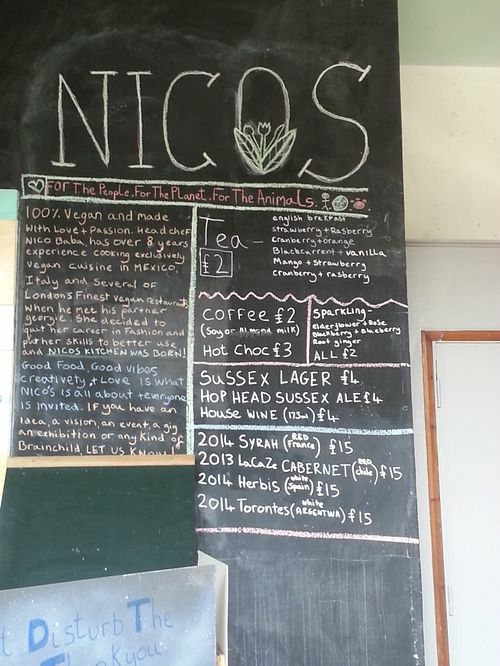 NICOS
For The People. For The Planet. For The Animals.
100% Vegan and made
with Love + Passion. Head chef
NICO Baba, has over 8 years
experience cooking exclusively
vegan cuisine in MEXICO,
Italy and several of
Londons Finest vegan restaurants
when he met his partner
georgie. She decided to
quit her career in Fashion and
put her skills to better use
and NICOS KITCHEN WAS BORN!
Good Food, Good vibes
creativety + Love is what
Nico's is all about + everyone
is invited. If you have an
Idea, a vision, an event, a gig
an exhibition or any Kind of
Brainchild, LET US KNOW!
Tea -
£2
english breKfast
strawberry + Rasberry
cranberry + orange
Blackcurrent + vanilla
Mango + strawberry
cranberry + rasberry
Coffee £2
(Soy or Almond milk)
Hot Choc £3
Sparkling -
elderflower + Rose
Blackberry + Blueberry
Root ginger
ALL £2
Sussex LAGER £4.
Hop HEAD SUSSEX ALE £4
House WINE (175ml) £4
2014 Syrah (RED France) £15
2013 LaCaZe CABERNET (RED chile) £15
2014 Herbis (white Spain) £15
2014 Torontes (white ARGENTINA) £15
Disturb The
Thankyou